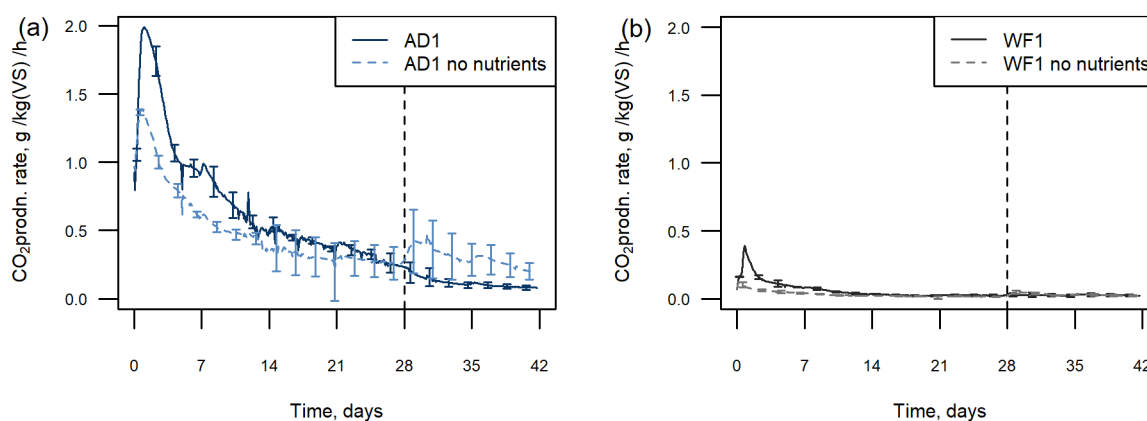 (a)
CO₂prodn. rate, g /kg(VS) /h
2.0
1.5
1.0
0.5
0.0
AD1
AD1 no nutrients
0 7 14 21 28 35 42
Time, days
(b)
CO₂prodn. rate, g /kg(VS) /h
2.0
1.5
1.0
0.5
0.0
WF1
WF1 no nutrients
0 7 14 21 28 35 42
Time, days